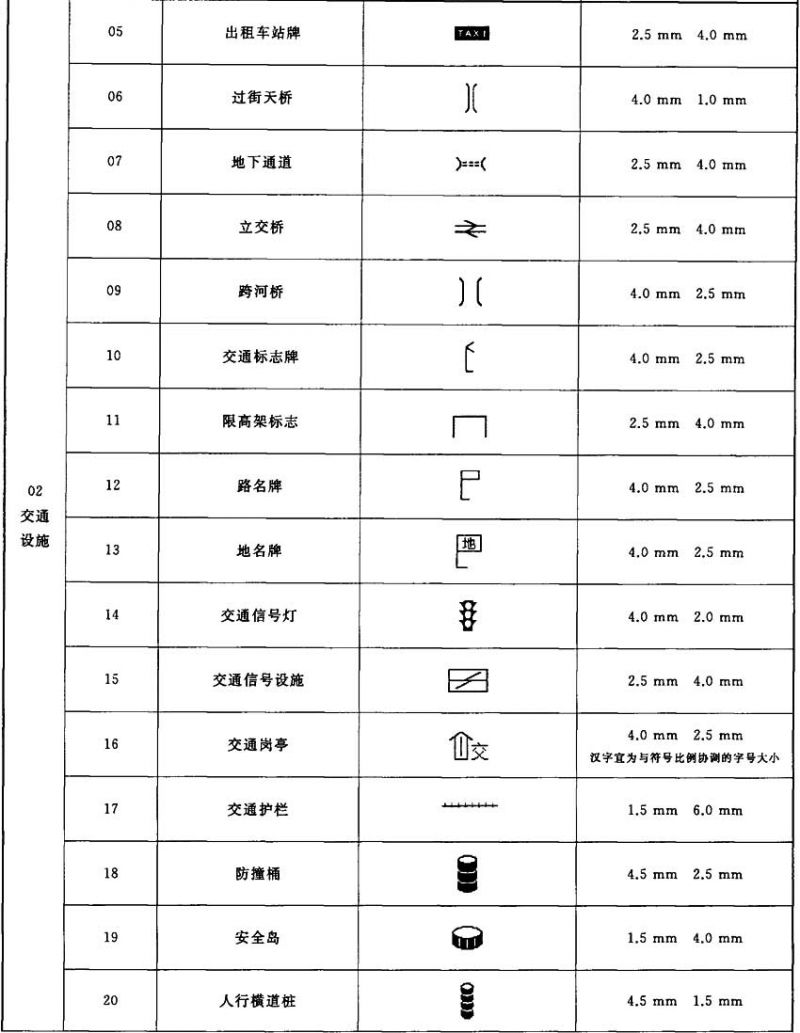 05 出租车站牌 TAXI 2.5 mm 4.0 mm
06 过街天桥 4.0 mm 1.0 mm
07 地下通道 2.5 mm 4.0 mm
08 立交桥 2.5 mm 4.0 mm
09 跨河桥 4.0 mm 2.5 mm
10 交通标志牌 4.0 mm 2.5 mm
11 限高架标志 2.5 mm 4.0 mm
02
交通
设施
12 路名牌 4.0 mm 2.5 mm
13 地名牌 地 4.0 mm 2.5 mm
14 交通信号灯 4.0 mm 2.0 mm
15 交通信号设施 2.5 mm 4.0 mm
16 交通岗亭 交 4.0 mm 2.5 mm
汉字宜为与符号比例协调的字号大小
17 交通护栏 1.5 mm 6.0 mm
18 防撞桶 4.5 mm 2.5 mm
19 安全岛 1.5 mm 4.0 mm
20 人行横道桩 4.5 mm 1.5 mm